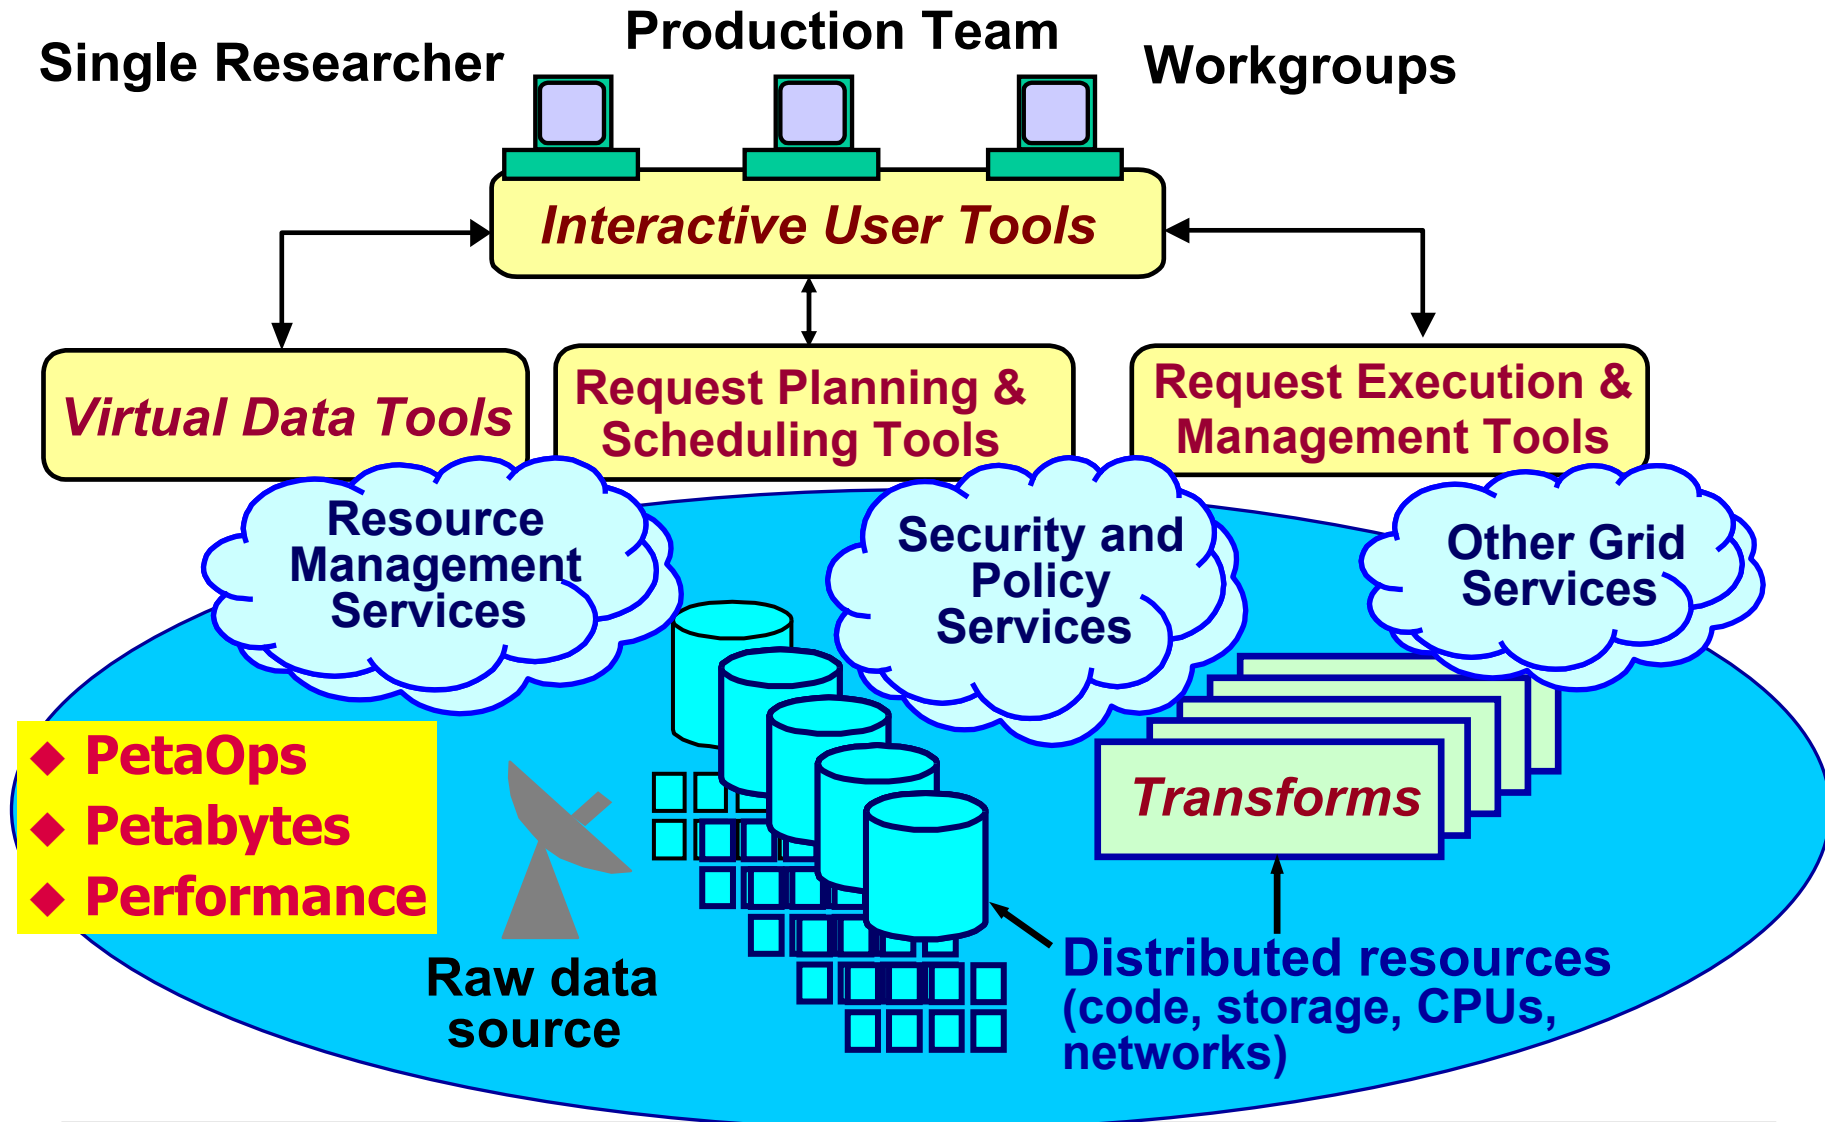 Production Team
Single Researcher
Workgroups
Interactive User Tools
Virtual Data Tools
Request Planning &
Scheduling Tools
Request Execution &
Management Tools
Resource
Management
Services
Security and
Policy
Services
Other Grid
Services
◆ PetaOps
◆ Petabytes
◆ Performance
Transforms
Raw data
source
Distributed resources
(code, storage, CPUs,
networks)